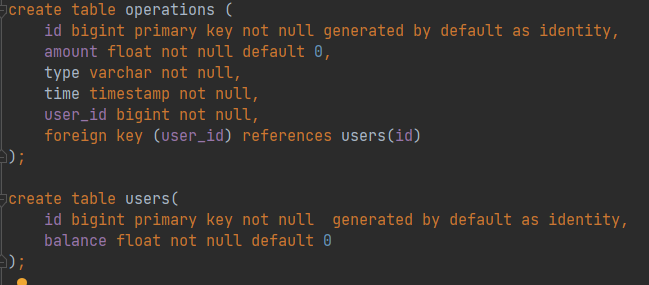 create table operations (
id bigint primary key not null generated by default as identity,
amount float not null default 0,
type varchar not null,
time timestamp not null,
user_id bigint not null,
foreign key (user_id) references users(id)
);
create table users(
id bigint primary key not null  generated by default as identity,
balance float not null default 0
);